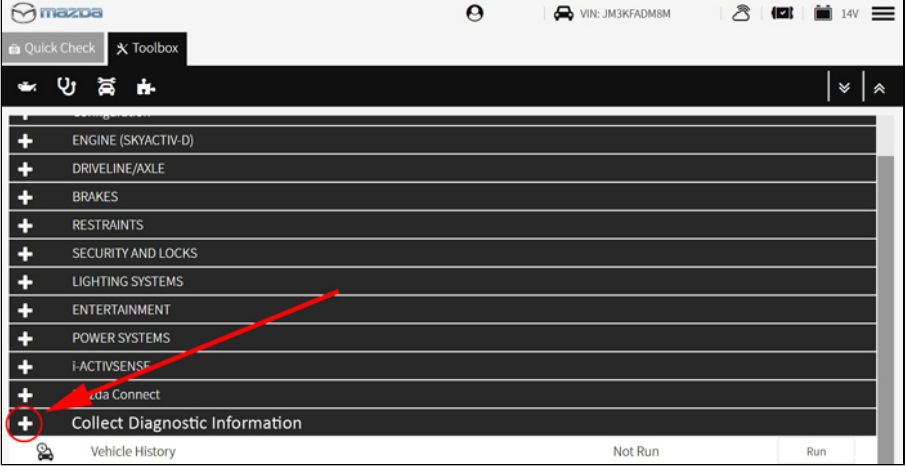 mazda
VIN: JM3KFADM8M
14V
Quick Check
Toolbox
ENGINE (SKYACTIV-D)
DRIVELINE/AXLE
BRAKES
RESTRAINTS
SECURITY AND LOCKS
LIGHTING SYSTEMS
ENTERTAINMENT
POWER SYSTEMS
i-ACTIVSENSE
Connect
Collect Diagnostic Information
Vehicle History Not Run Run